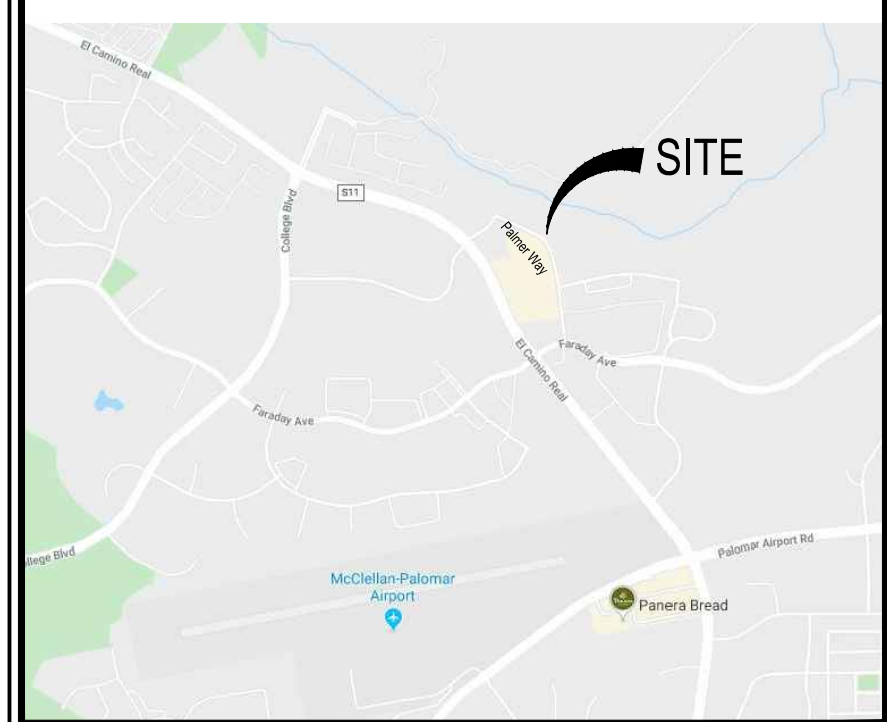 El Camino Real
SITE
S11
College Blvd
Palmer Way
El Camino Real
Faraday Ave
Faraday Ave
llege Blvd
Palomar Airport Rd
McClellan-Palomar
Airport
Panera Bread